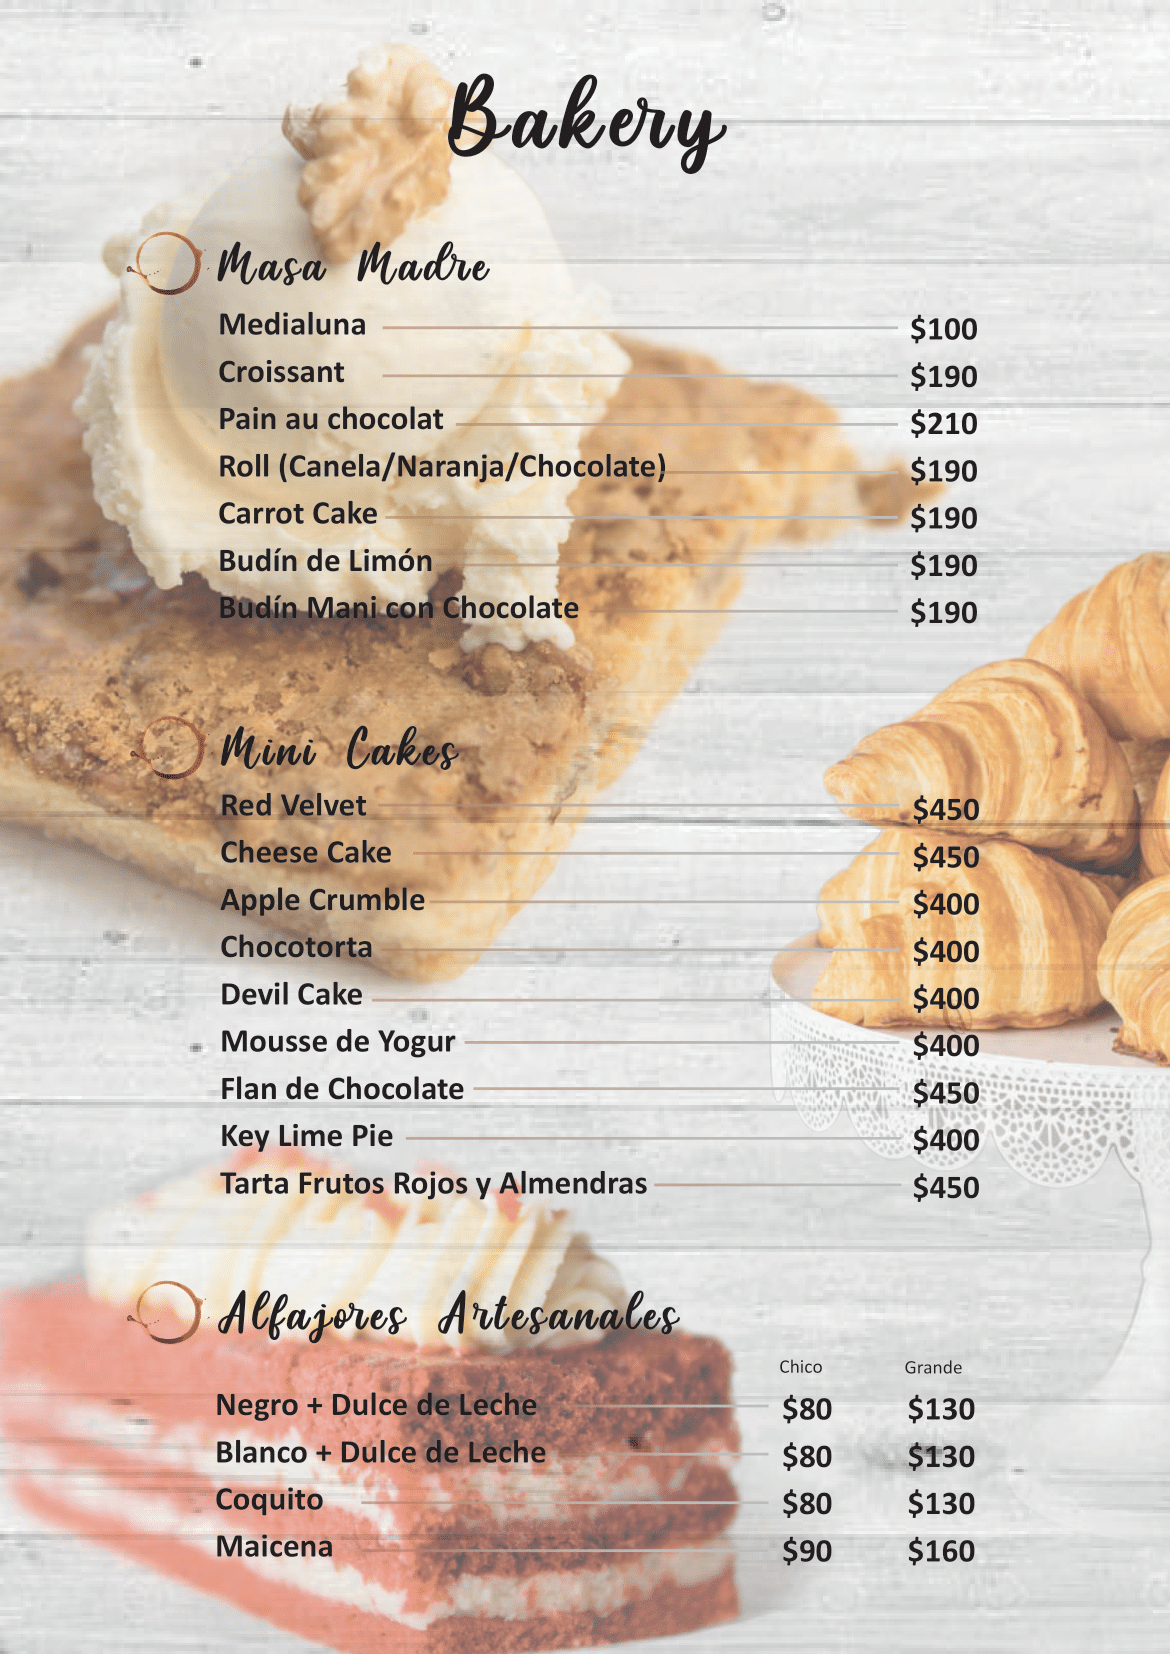 Bakery
Masa Madre
Medialuna $100
Croissant $190
Pain au chocolat $210
Roll (Canela/Naranja/Chocolate) $190
Carrot Cake $190
Budín de Limón $190
Budín Mani con Chocolate $190
Mini Cakes
Red Velvet $450
Cheese Cake $450
Apple Crumble $400
Chocotorta $400
Devil Cake $400
Mousse de Yogur $400
Flan de Chocolate $450
Key Lime Pie $400
Tarta Frutos Rojos y Almendras $450
Alfajores Artesanales
Chico Grande
Negro + Dulce de Leche $80 $130
Blanco + Dulce de Leche $80 $130
Coquito $80 $130
Maicena $90 $160